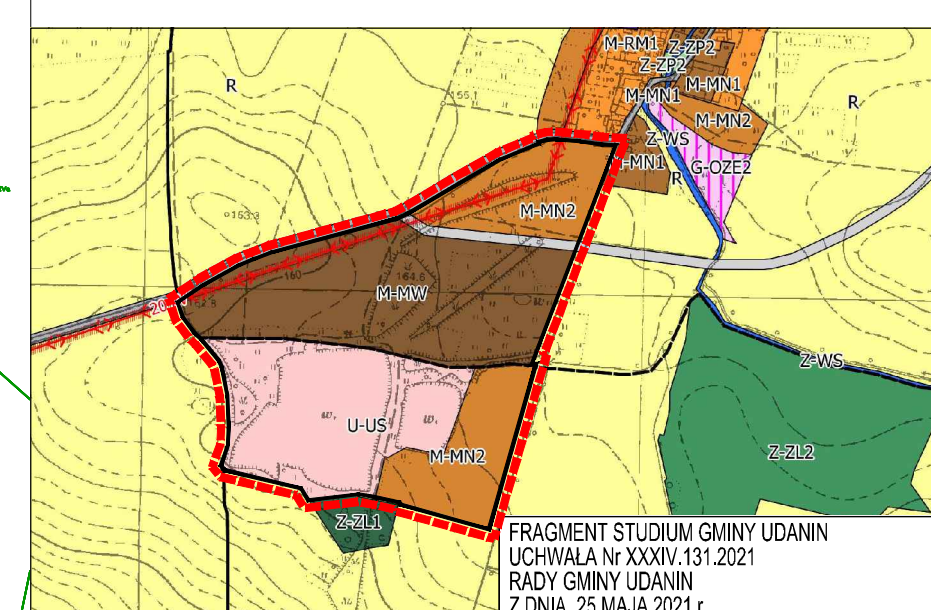 M-RM1
Z-ZP2
Z-ZP2
R
M-MN1
155.1
M-MN1
R
M-MN2
Z-WS
-MN1
G-OZE2
R
M-MN2
153.3
160
164.6
M-MW
Z-WS
w.
w.
U-US
M-MN2
Z-ZL2
Z-ZL1
FRAGMENT STUDIUM GMINY UDANIN
UCHWAŁA Nr XXXIV.131.2021
RADY GMINY UDANIN
Z DNIA 25 MAJA 2021 r.